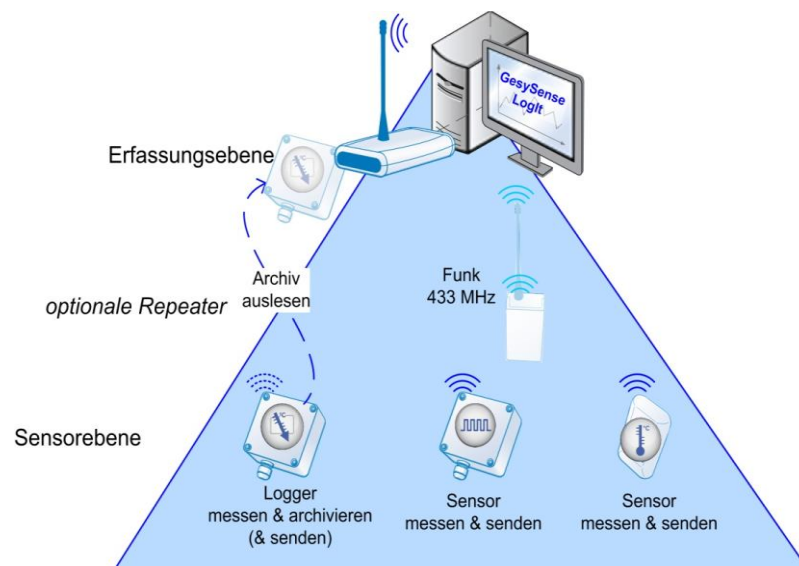 GesySense
LogIt
Erfassungsebene
Archiv
auslesen
Funk
433 MHz
optionale Repeater
Sensorebene
Logger
messen & archivieren
(& senden)
Sensor
messen & senden
Sensor
messen & senden